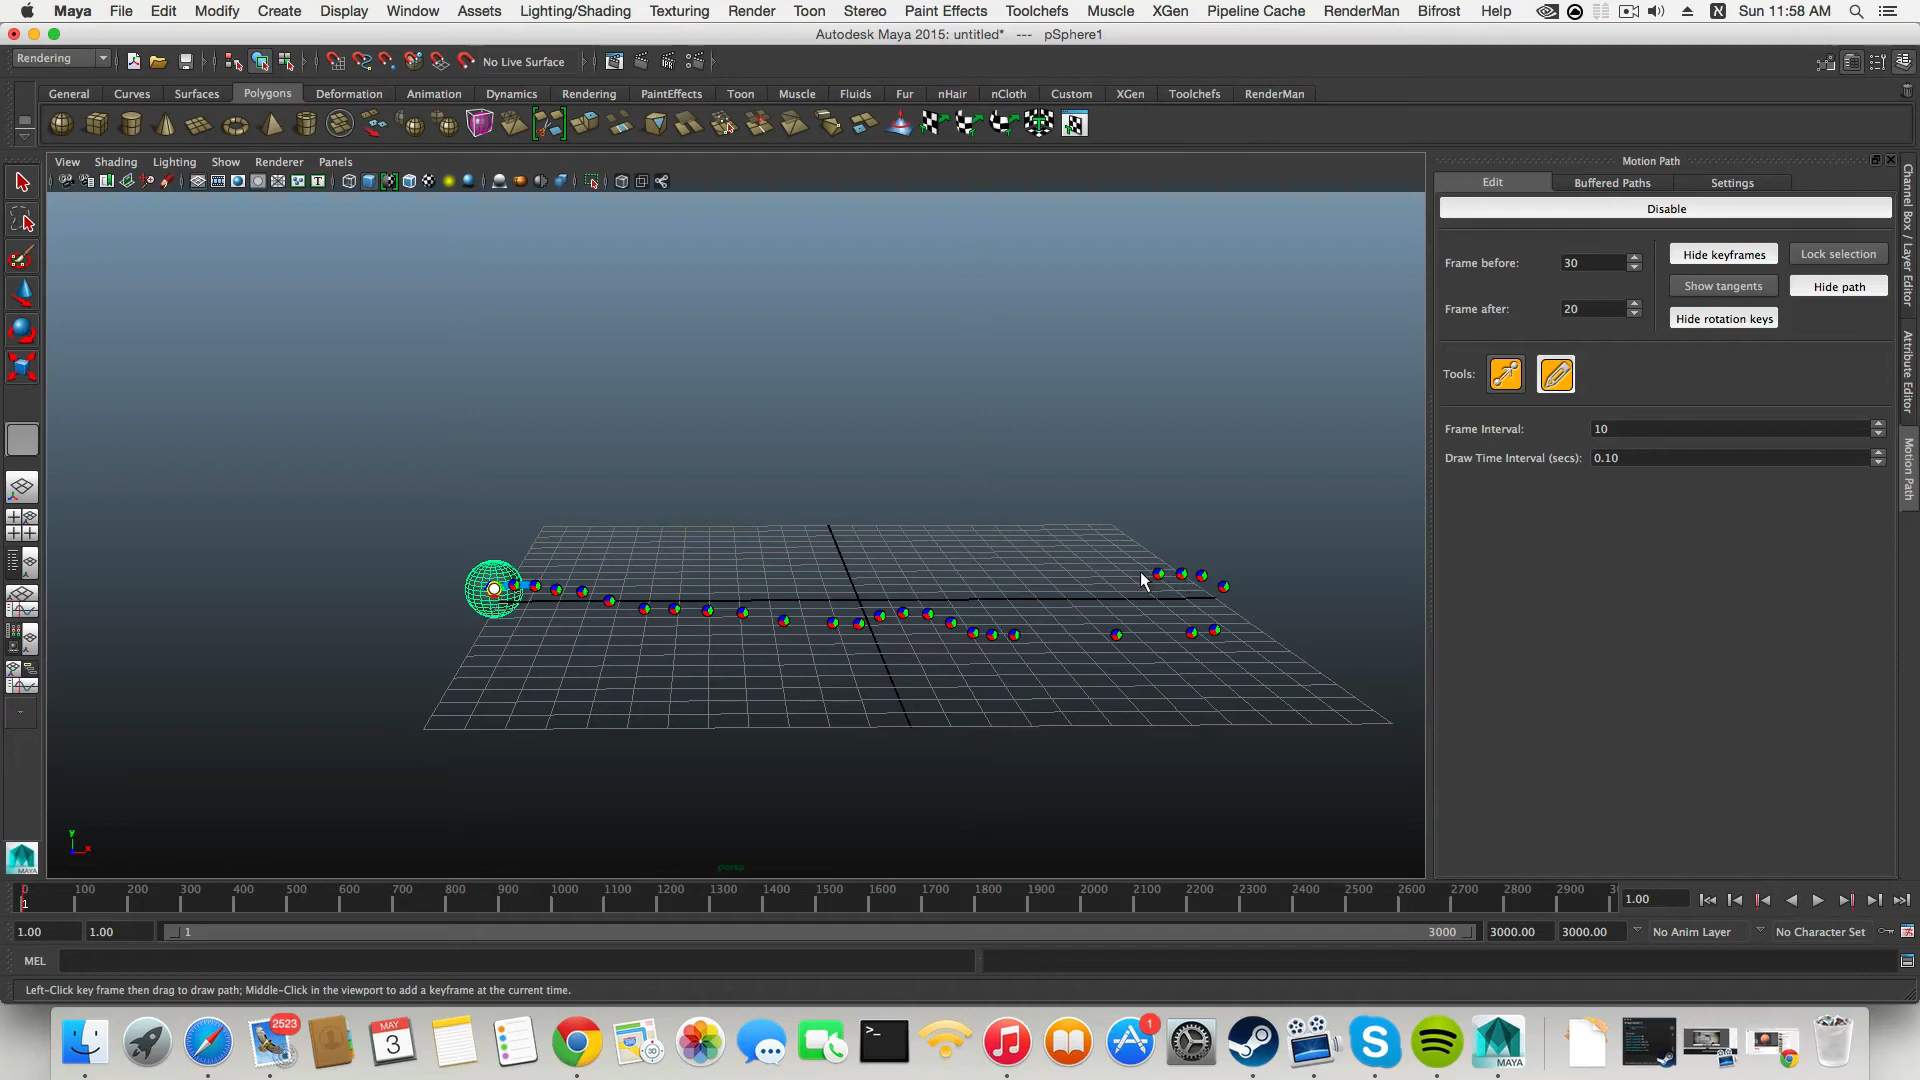 Maya File Edit Modify Create Display Window Assets Lighting/Shading Texturing Render Toon Stereo Paint Effects Toolchefs Muscle XGen Pipeline Cache RenderMan Bifrost Help Sun 11:58 AM
Autodesk Maya 2015: untitled* --- pSphere1
Rendering No Live Surface
General Curves Surfaces Polygons Deformation Animation Dynamics Rendering PaintEffects Toon Muscle Fluids Fur nHair nCloth Custom XGen Toolchefs RenderMan
View Shading Lighting Show Renderer Panels
Motion Path
Edit Buffered Paths Settings
Disable
Frame before: 30 Hide keyframes Lock selection
Show tangents Hide path
Frame after: 20 Hide rotation keys
Tools:
Frame Interval: 10
Draw Time Interval (secs): 0.10
Channel Box / Layer Editor
Attribute Editor
Motion Path
y
x
persp
MAYA
0 100 200 300 400 500 600 700 800 900 1000 1100 1200 1300 1400 1500 1600 1700 1800 1900 2000 2100 2200 2300 2400 2500 2600 2700 2800 2900
1 1.00
1.00 1.00 1 3000 3000.00 3000.00 No Anim Layer No Character Set
MEL
Left-Click key frame then drag to draw path; Middle-Click in the viewport to add a keyframe at the current time.
2523 MAY 3 1 MAYA